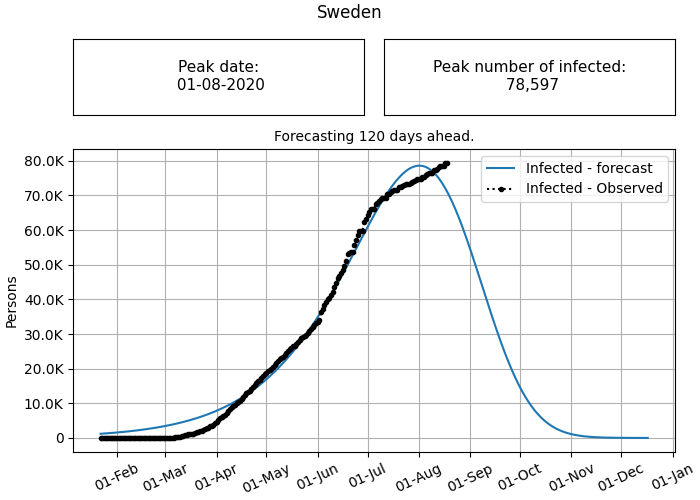 Sweden
Peak date:
01-08-2020
Peak number of infected:
78,597
Forecasting 120 days ahead.
Infected - forecast
Infected - Observed
Persons
80.0K
70.0K
60.0K
50.0K
40.0K
30.0K
20.0K
10.0K
0
01-Feb
01-Mar
01-Apr
01-May
01-Jun
01-Jul
01-Aug
01-Sep
01-Oct
01-Nov
01-Dec
01-Jan